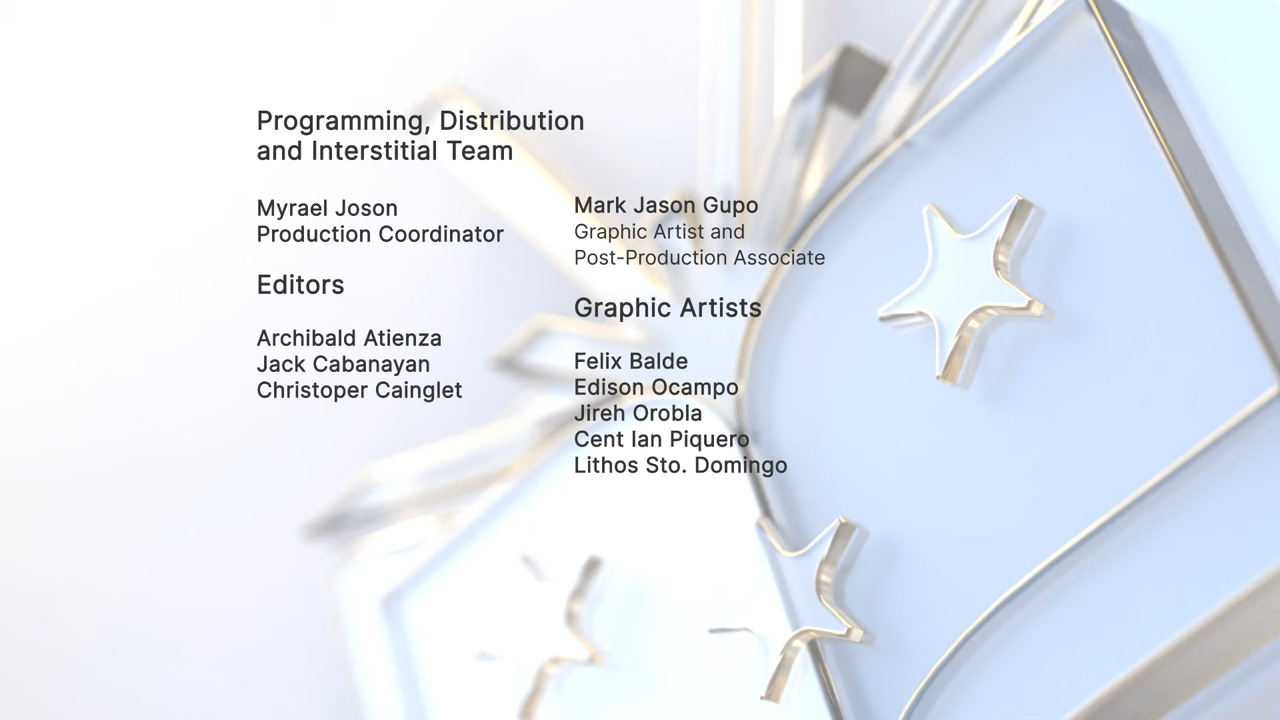 Programming, Distribution
and Interstitial Team
Myrael Joson
Production Coordinator
Editors
Archibald Atienza
Jack Cabanayan
Christoper Cainglet
Mark Jason Gupo
Graphic Artist and
Post-Production Associate
Graphic Artists
Felix Balde
Edison Ocampo
Jireh Orobla
Cent Ian Piquero
Lithos Sto. Domingo